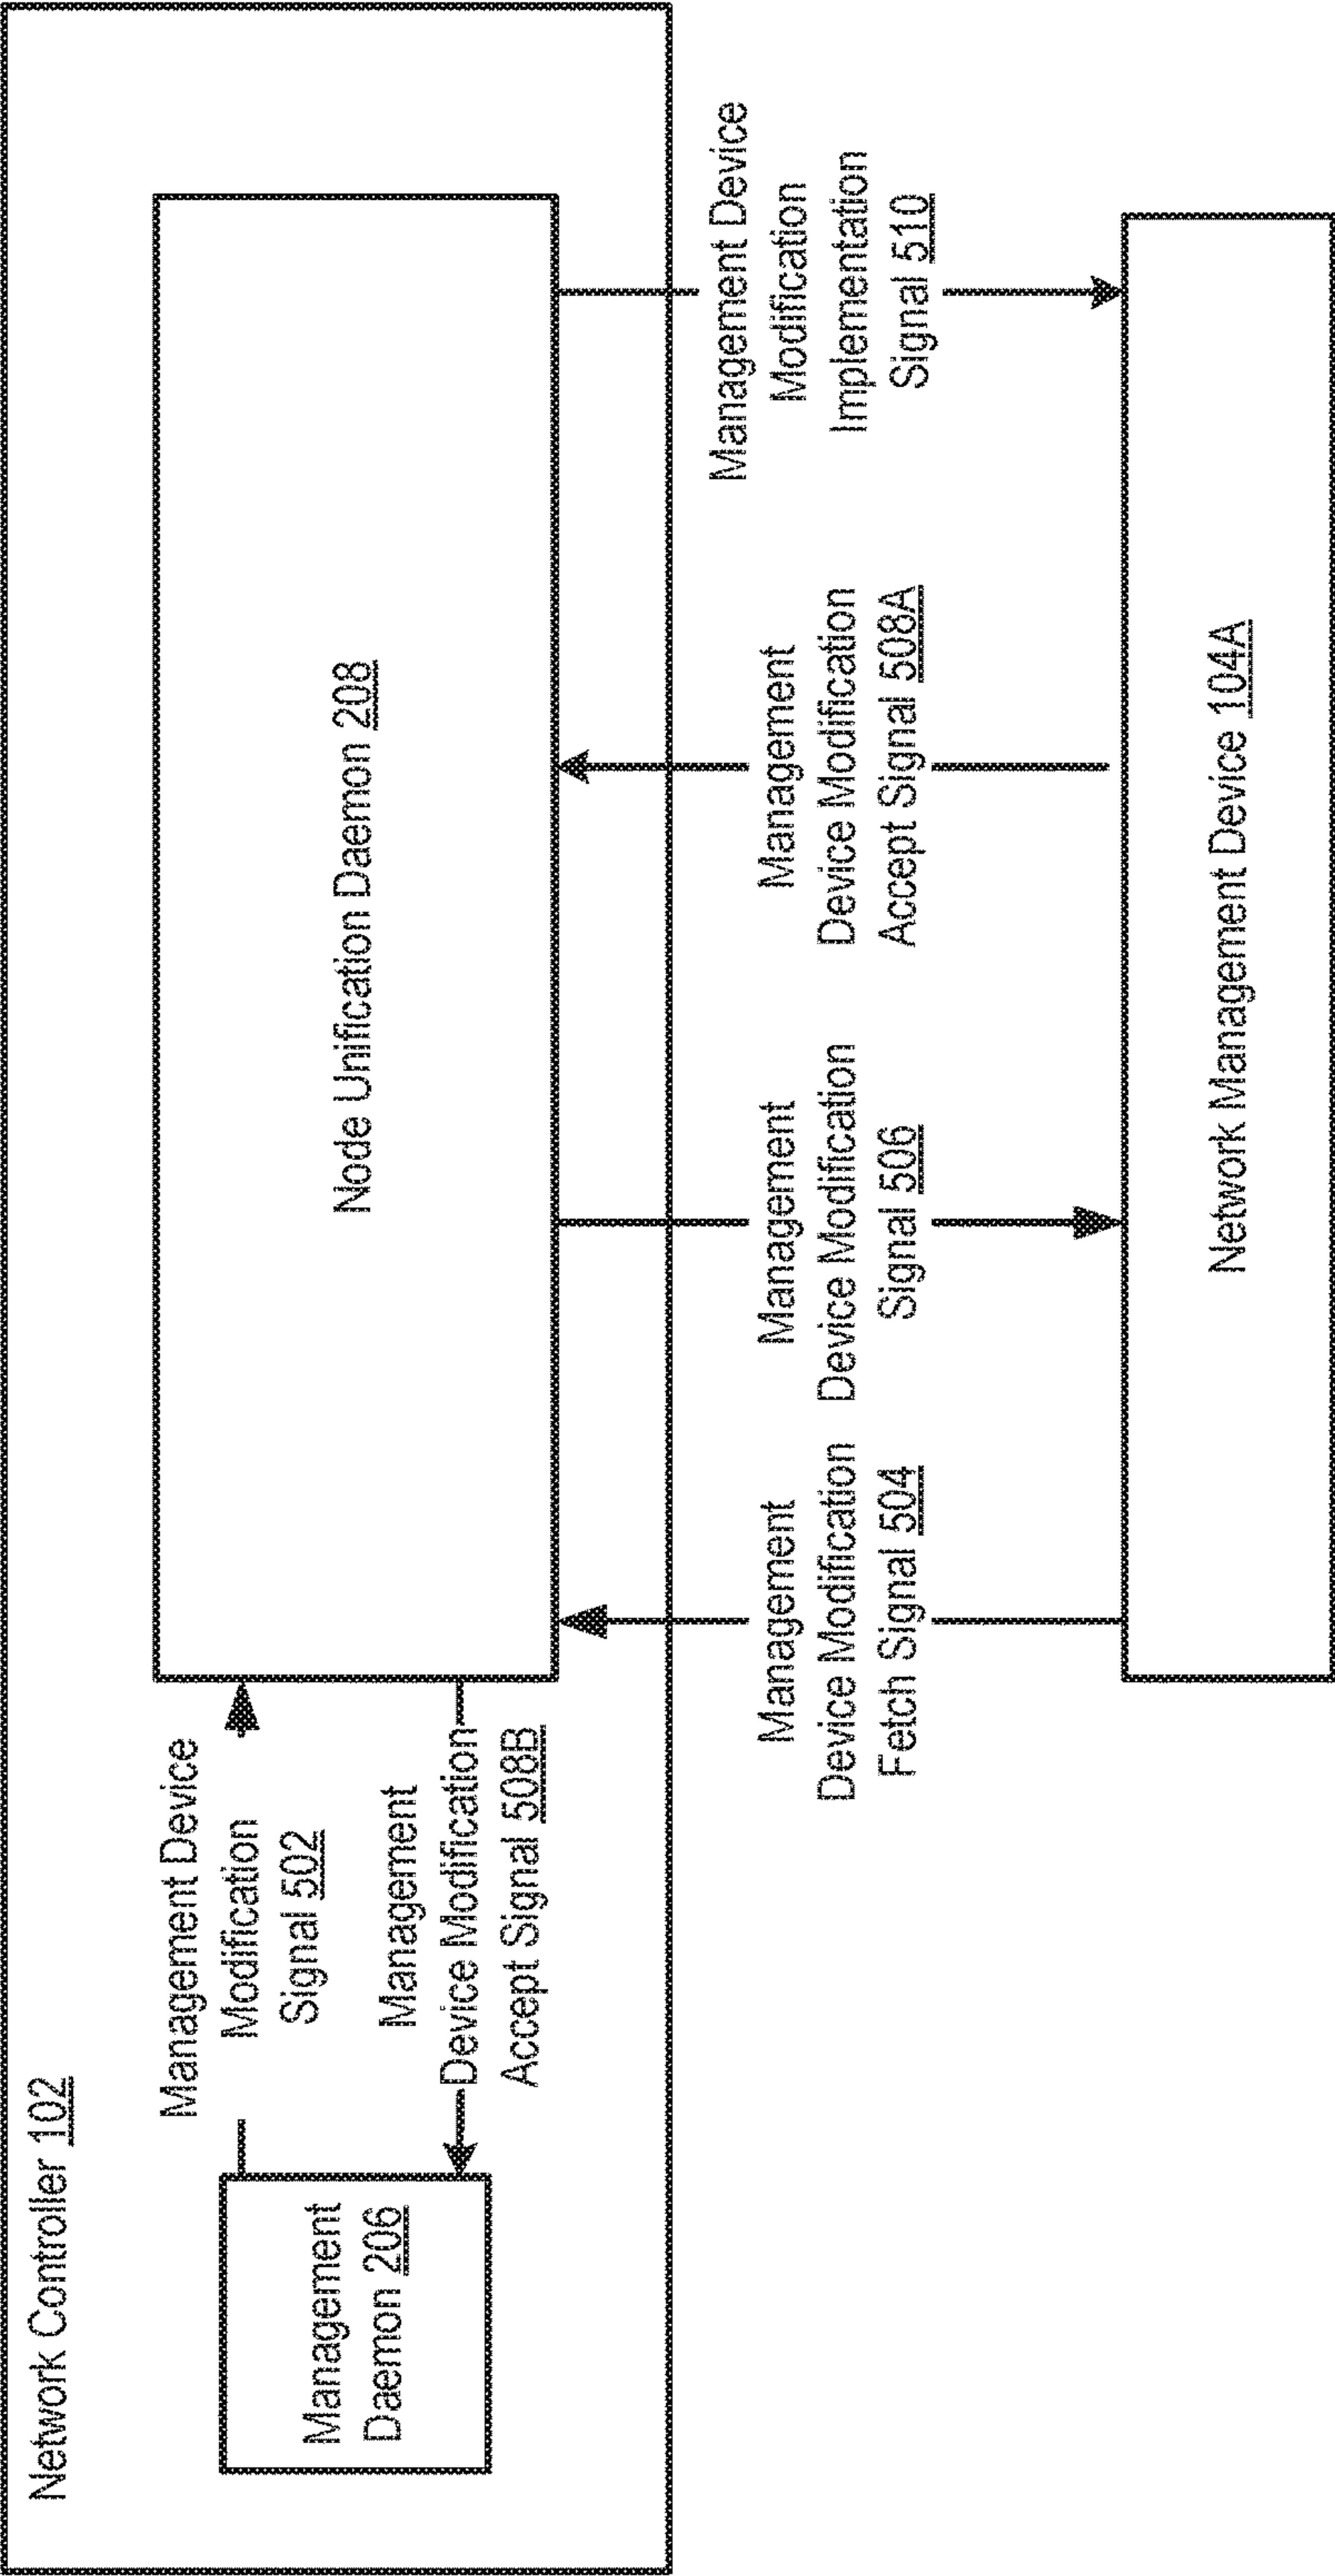 Network Controller 102
Management
Daemon 206
Management Device
Modification
Signal 502
Management
Device Modification
Accept Signal 508B
Node Unification Daemon 208
Management
Device Modification
Fetch Signal 504
Management
Device Modification
Signal 506
Management
Device Modification
Accept Signal 508A
Management Device
Modification
Implementation
Signal 510
Network Management Device 104A